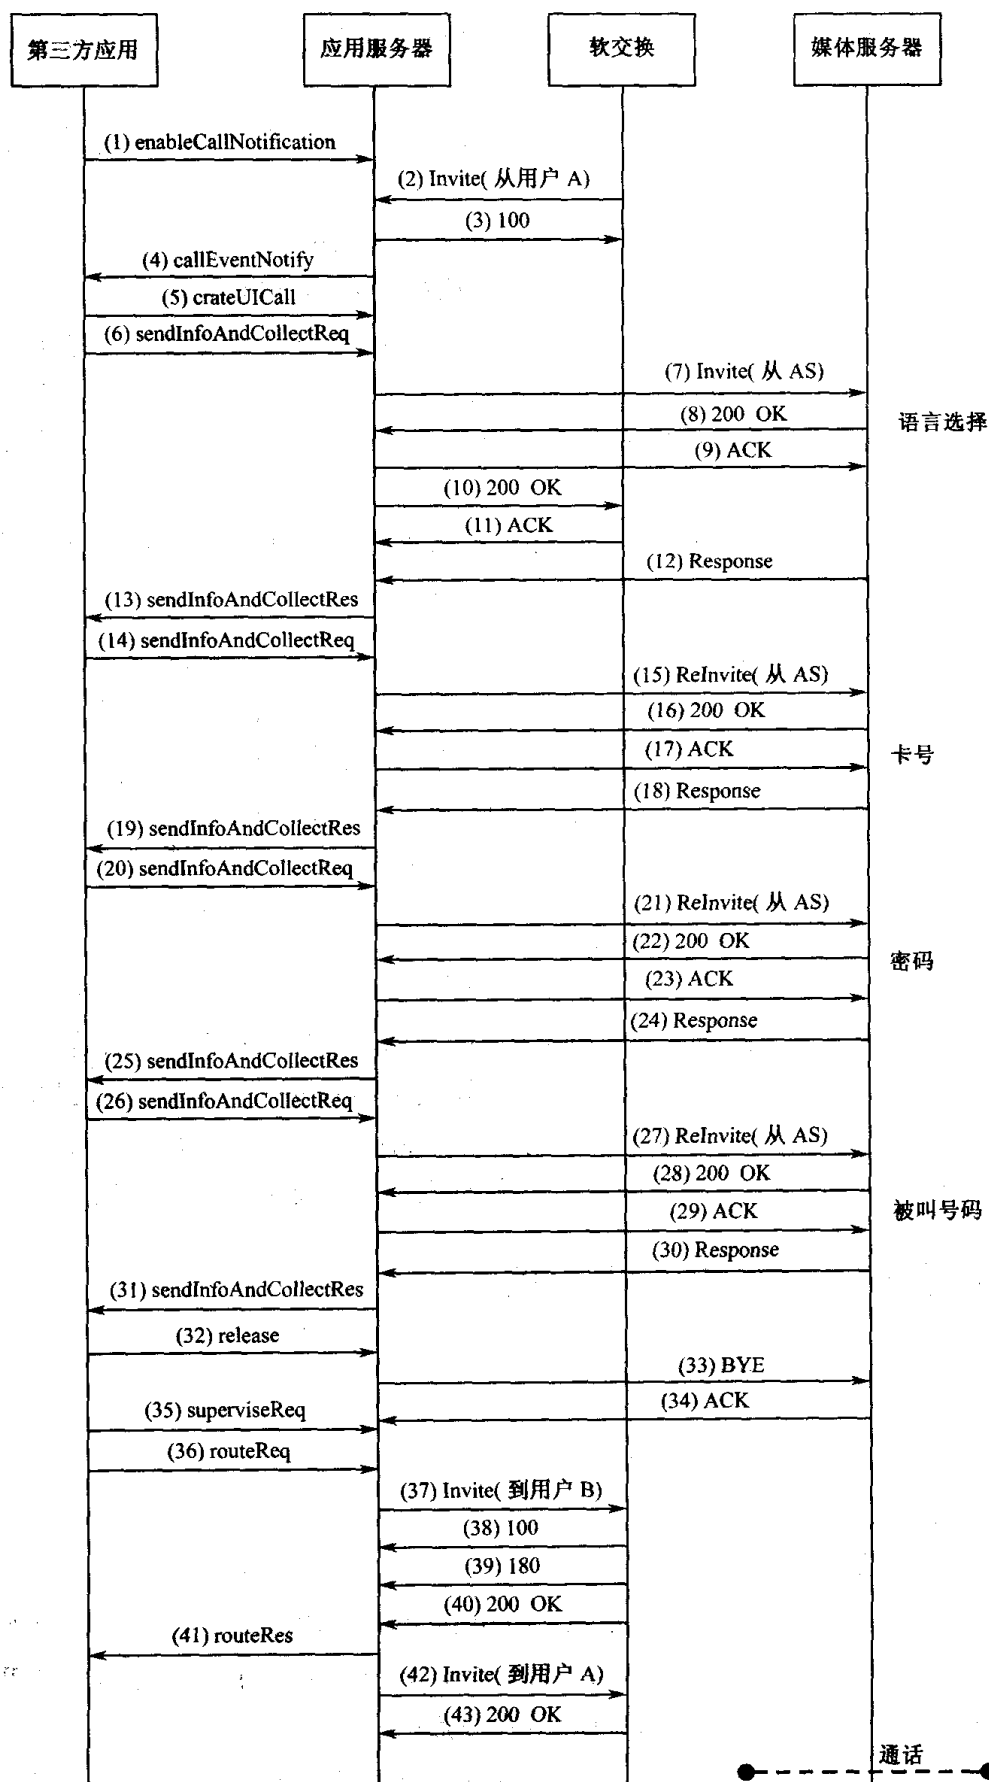 第三方应用
应用服务器
软交换
媒体服务器
(1) enableCallNotification
(2) Invite( 从用户 A)
(3) 100
(4) callEventNotify
(5) crateUICall
(6) sendInfoAndCollectReq
(7) Invite( 从 AS)
(8) 200 OK
语言选择
(9) ACK
(10) 200 OK
(11) ACK
(12) Response
(13) sendInfoAndCollectRes
(14) sendInfoAndCollectReq
(15) ReInvite( 从 AS)
(16) 200 OK
(17) ACK
卡号
(18) Response
(19) sendInfoAndCollectRes
(20) sendInfoAndCollectReq
(21) ReInvite( 从 AS)
(22) 200 OK
密码
(23) ACK
(24) Response
(25) sendInfoAndCollectRes
(26) sendInfoAndCollectReq
(27) ReInvite( 从 AS)
(28) 200 OK
(29) ACK
被叫号码
(30) Response
(31) sendInfoAndCollectRes
(32) release
(33) BYE
(34) ACK
(35) superviseReq
(36) routeReq
(37) Invite( 到用户 B)
(38) 100
(39) 180
(40) 200 OK
(41) routeRes
(42) Invite( 到用户 A)
(43) 200 OK
通话